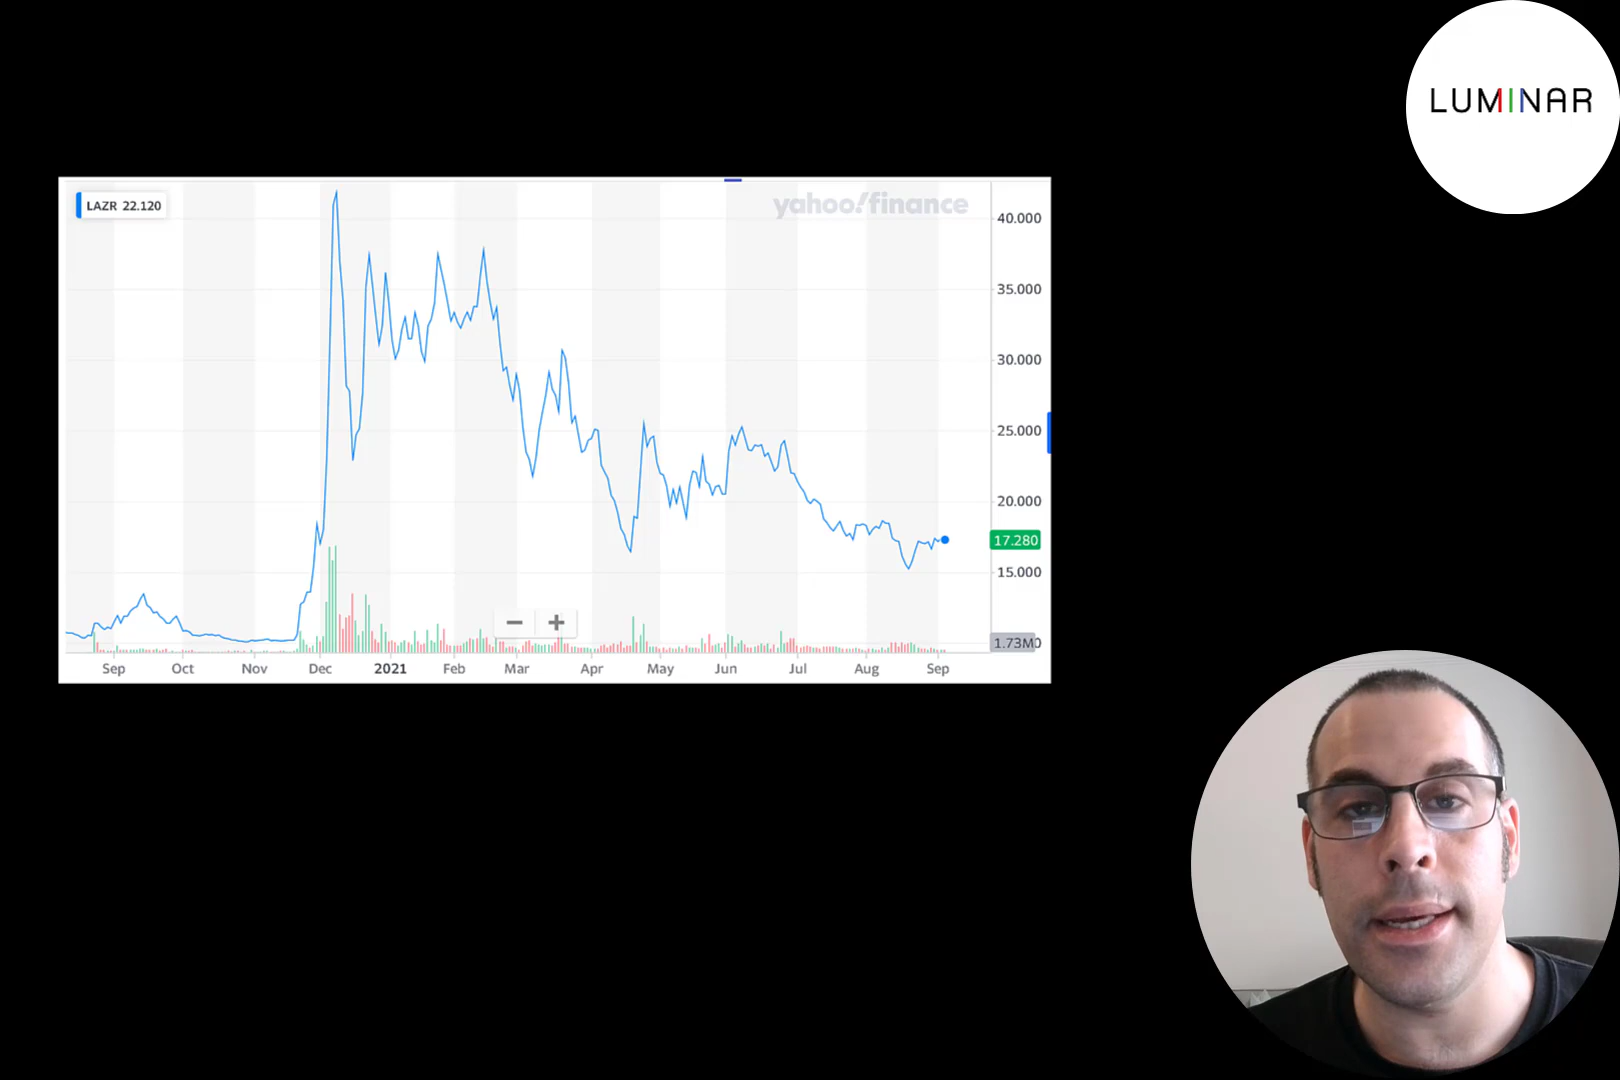 LUMINAR
LAZR 22.120
yahoo!finance
40.000
35.000
30.000
25.000
20.000
17.280
15.000
1.73M0
Sep Oct Nov Dec 2021 Feb Mar Apr May Jun Jul Aug Sep